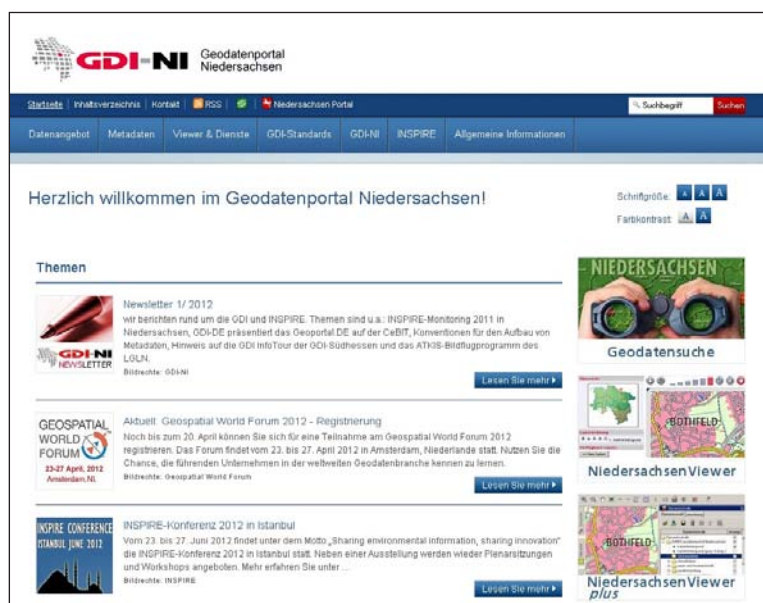 GDI-NI
Geodatenportal
Niedersachsen
Startseite | Inhaltsverzeichnis | Kontakt | RSS | | Niedersachsen Portal
Suchbegriff
Suchen
Datenangebot
Metadaten
Viewer & Dienste
GDI-Standards
GDI-NI
INSPIRE
Allgemeine Informationen
Herzlich willkommen im Geodatenportal Niedersachsen!
Schriftgröße: A A A
Farbkontrast: A A
Themen
GDI-NI
NEWSLETTER
Newsletter 1/ 2012
wir berichten rund um die GDI und INSPIRE. Themen sind u.a.: INSPIRE-Monitoring 2011 in
Niedersachsen, GDI-DE präsentiert das Geoportal.DE auf der CeBIT, Konventionen für den Aufbau von
Metadaten, Hinweis auf die GDI InfoTour der GDI-Südhessen und das ATKIS-Bildflugprogramm des
LGLN.
Bildrechte: GDI-NI
Lesen Sie mehr
GEOSPATIAL
WORLD
FORUM
23-27 April, 2012
Amsterdam, NL
Aktuell: Geospatial World Forum 2012 - Registrierung
Noch bis zum 20. April können Sie sich für eine Teilnahme am Geospatial World Forum 2012
registrieren. Das Forum findet vom 23. bis 27. April 2012 in Amsterdam, Niederlande statt. Nutzen Sie die
Chance, die führenden Unternehmen in der weltweiten Geodatenbranche kennen zu lernen.
Bildrechte: Geospatial World Forum
Lesen Sie mehr
INSPIRE CONFERENCE
ISTANBUL JUNE 2012
INSPIRE-Konferenz 2012 in Istanbul
Vom 23. bis 27. Juni 2012 findet unter dem Motto „Sharing environmental information, sharing innovation“
die INSPIRE-Konferenz 2012 in Istanbul statt. Neben einer Ausstellung werden wieder Plenarsitzungen
und Workshops angeboten. Mehr erfahren Sie unter ...
Bildrechte: INSPIRE
Lesen Sie mehr
NIEDERSACHSEN
Geodatensuche
BOTHFELD
NiedersachsenViewer
BOTHFELD
NiedersachsenViewer
plus